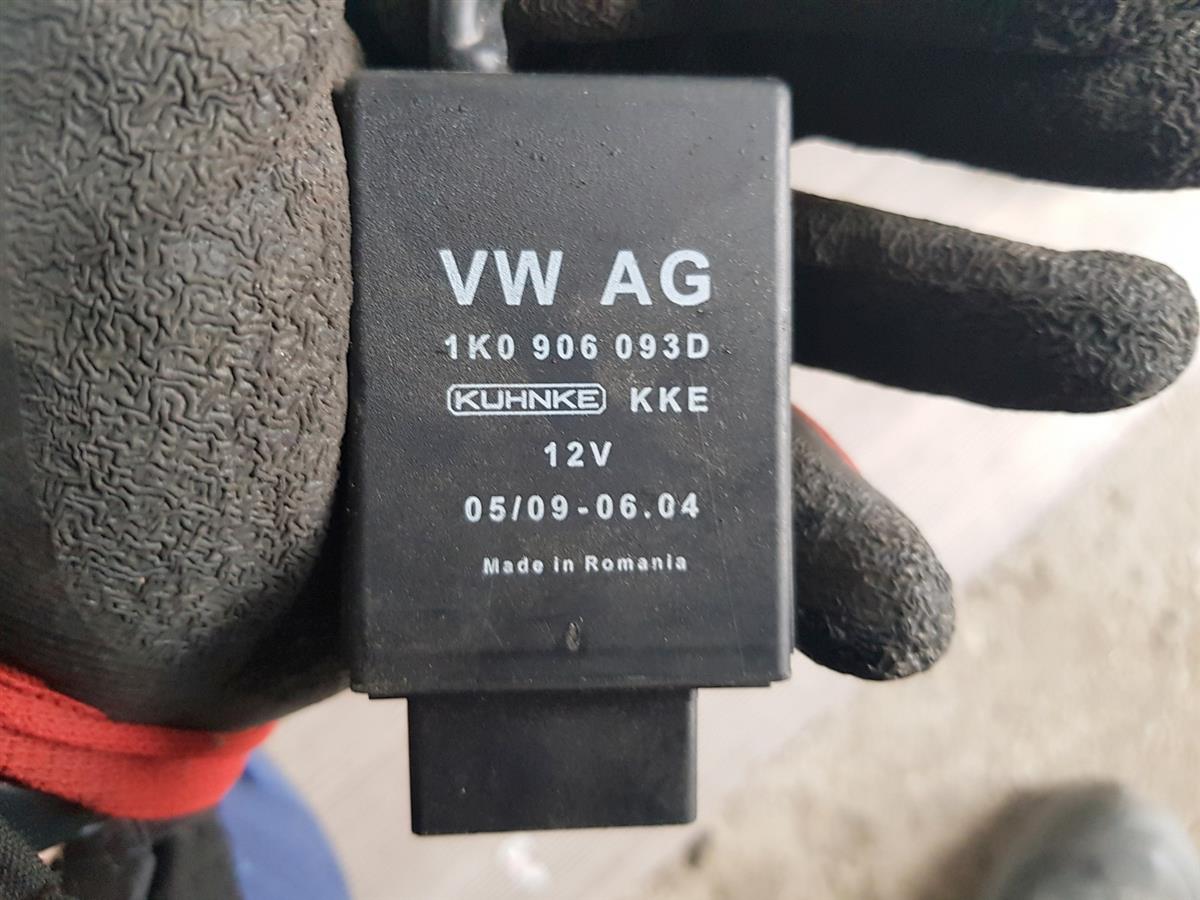 VW AG
1K0 906 093D
KUHNKE KKE
12V
05/09-06.04
Made in Romania